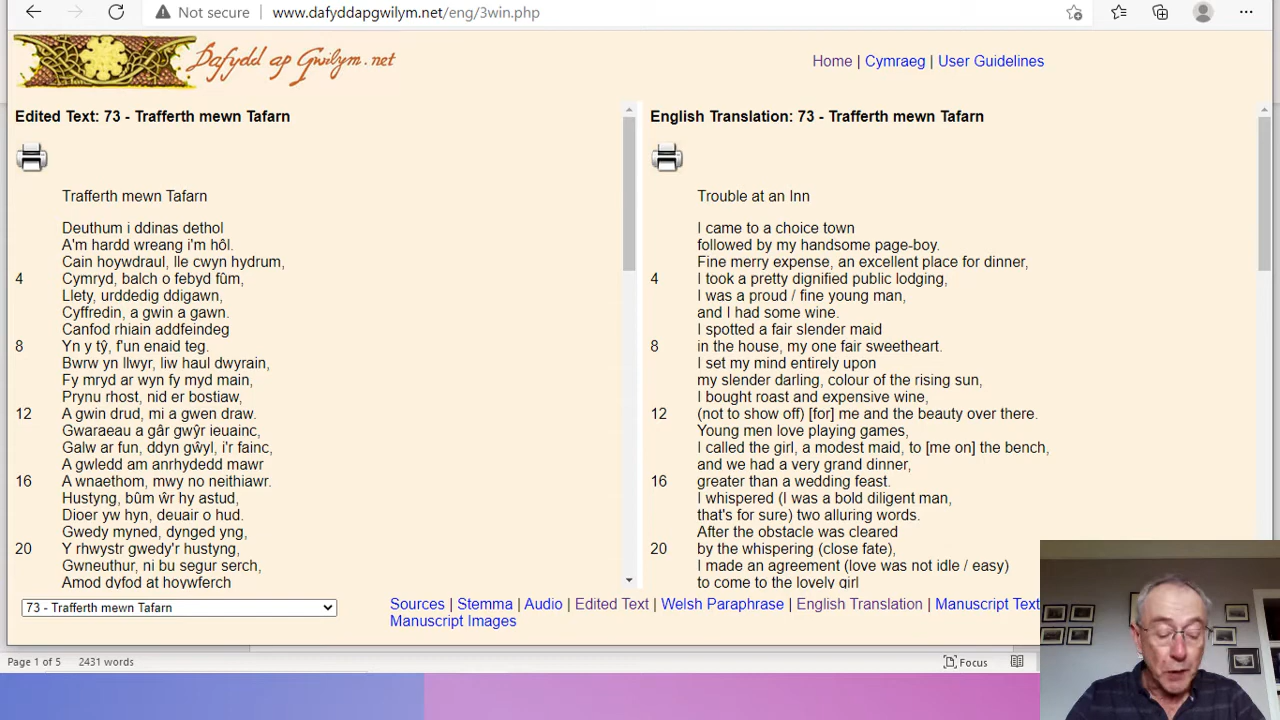 Not secure
www.dafyddapgwilym.net/eng/3win.php
Dafydd ap Gwilym.net
Home | Cymraeg | User Guidelines
Edited Text: 73 - Trafferth mewn Tafarn
Trafferth mewn Tafarn
Deuthum i ddinas dethol
A'm hardd wreang i'm hôl.
Cain hoywdraul, lle cwyn hydrum,
4 Cymryd, balch o febyd fûm,
Llety, urddedig ddigawn,
Cyffredin, a gwin a gawn.
Canfod rhiain addfeindeg
8 Yn y tŷ, f'un enaid teg.
Bwrw yn llwyr, liw haul dwyrain,
Fy mryd ar wyn fy myd main,
Prynu rhost, nid er bostiaw,
12 A gwin drud, mi a gwen draw.
Gwaraeau a gâr gwŷr ieuainc,
Galw ar fun, ddyn gŵyl, i'r fainc,
A gwledd am anrhydedd mawr
16 A wnaethom, mwy no neithiawr.
Hustyng, bûm ŵr hy astud,
Dioer yw hyn, deuair o hud.
Gwedy myned, dynged yng,
20 Y rhwystr gwedy'r hustyng,
Gwneuthur, ni bu segur serch,
Amod dyfod at hoywferch
English Translation: 73 - Trafferth mewn Tafarn
Trouble at an Inn
I came to a choice town
followed by my handsome page-boy.
Fine merry expense, an excellent place for dinner,
4 I took a pretty dignified public lodging,
I was a proud / fine young man,
and I had some wine.
I spotted a fair slender maid
8 in the house, my one fair sweetheart.
I set my mind entirely upon
my slender darling, colour of the rising sun,
I bought roast and expensive wine,
12 (not to show off) [for] me and the beauty over there.
Young men love playing games,
I called the girl, a modest maid, to [me on] the bench,
and we had a very grand dinner,
16 greater than a wedding feast.
I whispered (I was a bold diligent man,
that's for sure) two alluring words.
After the obstacle was cleared
20 by the whispering (close fate),
I made an agreement (love was not idle / easy)
to come to the lovely girl
73 - Trafferth mewn Tafarn
Sources | Stemma | Audio | Edited Text | Welsh Paraphrase | English Translation | Manuscript Text
Manuscript Images
Page 1 of 5 2431 words
Focus